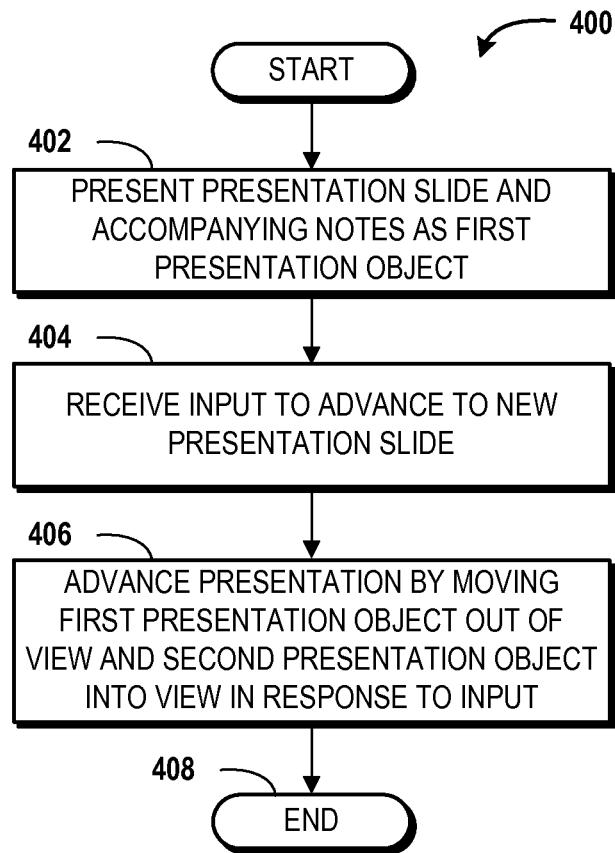 400
START
402
PRESENT PRESENTATION SLIDE AND
ACCOMPANYING NOTES AS FIRST
PRESENTATION OBJECT
404
RECEIVE INPUT TO ADVANCE TO NEW
PRESENTATION SLIDE
406
ADVANCE PRESENTATION BY MOVING
FIRST PRESENTATION OBJECT OUT OF
VIEW AND SECOND PRESENTATION OBJECT
INTO VIEW IN RESPONSE TO INPUT
408
END